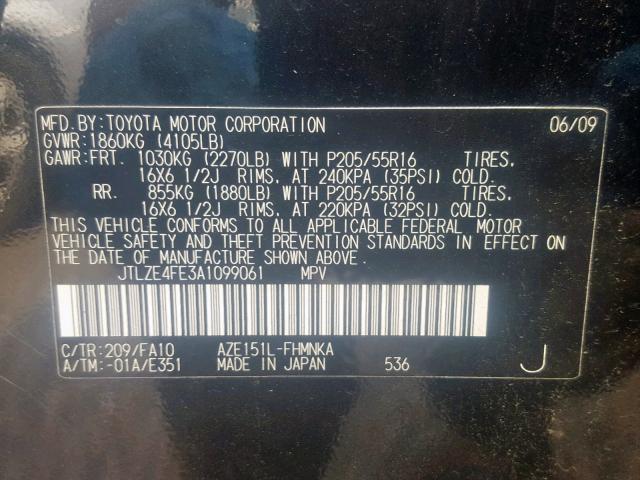 MFD.BY:TOYOTA MOTOR CORPORATION 06/09
GVWR:1860KG (4105LB)
GAWR:FRT. 1030KG (2270LB) WITH P205/55R16 TIRES,
16X6 1/2J RIMS, AT 240KPA (35PSI) COLD.
RR. 855KG (1880LB) WITH P205/55R16 TIRES,
16X6 1/2J RIMS, AT 220KPA (32PSI) COLD.
THIS VEHICLE CONFORMS TO ALL APPLICABLE FEDERAL MOTOR
VEHICLE SAFETY AND THEFT PREVENTION STANDARDS IN EFFECT ON
THE DATE OF MANUFACTURE SHOWN ABOVE.
JTLZE4FE3A1099061 MPV
C/TR:209/FA10 AZE151L-FHMNKA
A/TM:-01A/E351 MADE IN JAPAN 536 J